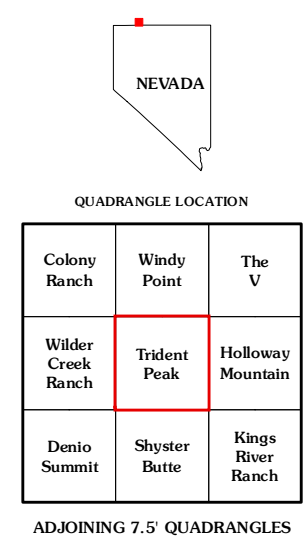 NEVADA
QUADRANGLE LOCATION
Colony
Ranch
Windy
Point
The
V
Wilder
Creek
Ranch
Trident
Peak
Holloway
Mountain
Denio
Summit
Shyster
Butte
Kings
River
Ranch
ADJOINING 7.5' QUADRANGLES